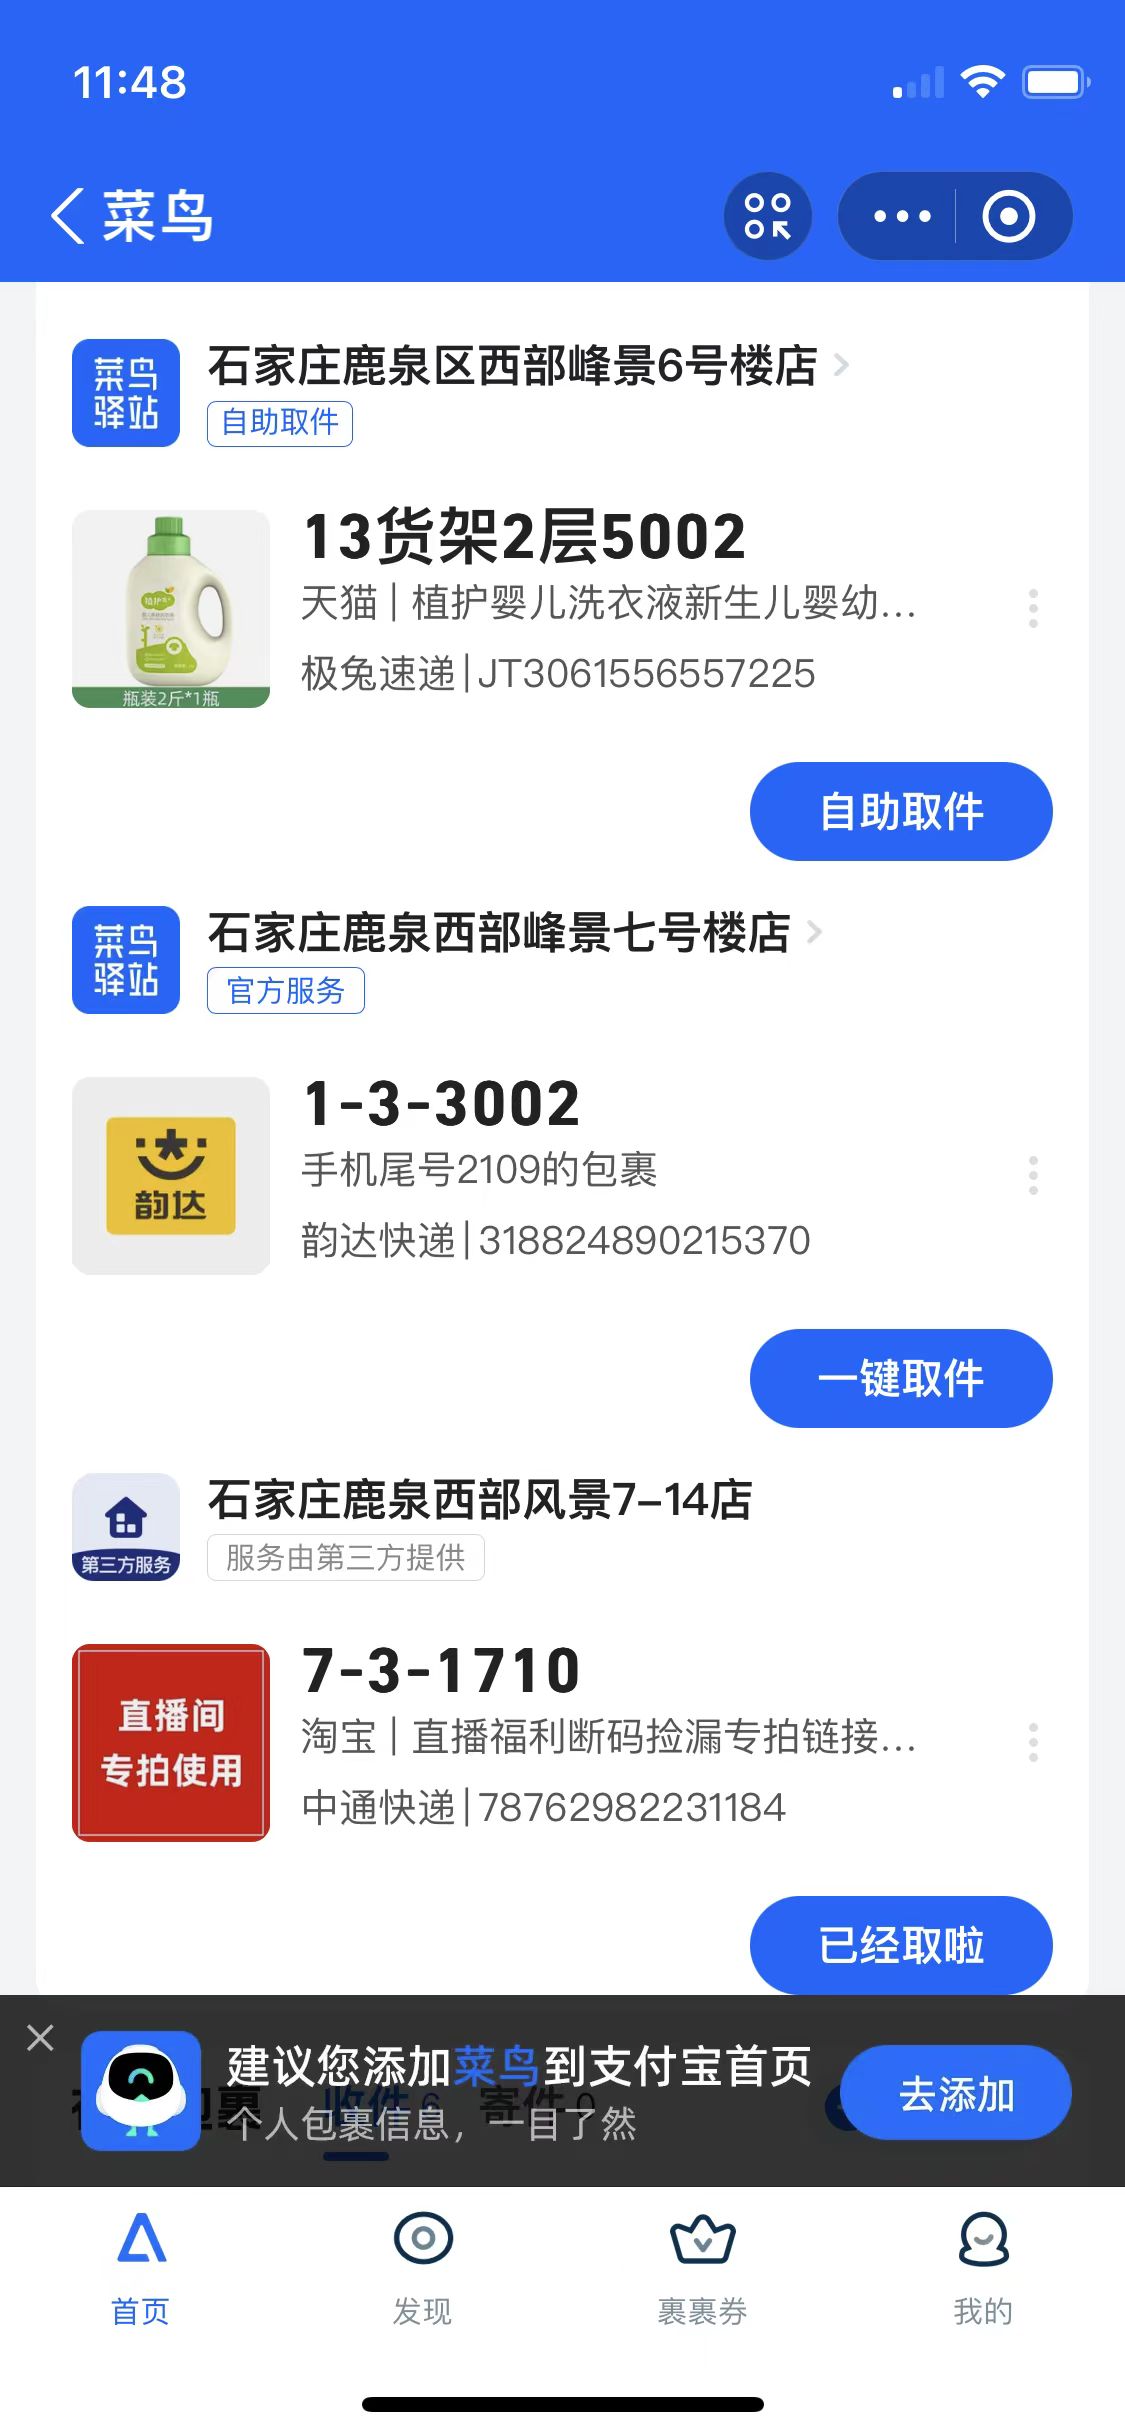 11:48
菜鸟
菜鸟
驿站
石家庄鹿泉区西部峰景6号楼店
自助取件
13货架2层5002
天猫 | 植护婴儿洗衣液新生儿婴幼...
极兔速递|JT3061556557225
植护
瓶装2斤*1瓶
自助取件
菜鸟
驿站
石家庄鹿泉西部峰景七号楼店
官方服务
1-3-3002
手机尾号2109的包裹
韵达快递|318824890215370
韵达
一键取件
第三方服务
石家庄鹿泉西部风景7-14店
服务由第三方提供
7-3-1710
淘宝 | 直播福利断码捡漏专拍链接...
中通快递|78762982231184
直播间
专拍使用
已经取啦
建议您添加菜鸟到支付宝首页
个人包裹信息，一目了然
去添加
收件 6
寄件 0
首页
发现
裹裹券
我的